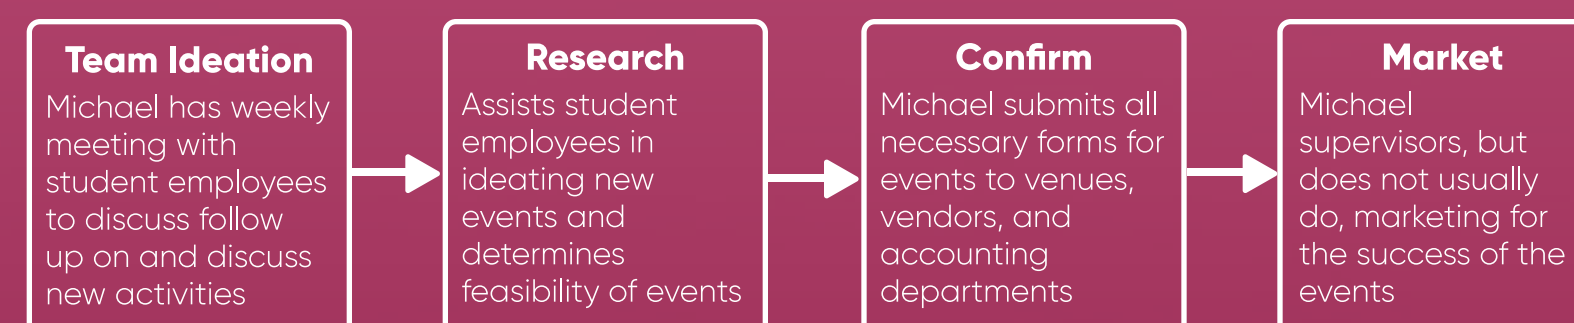 Team Ideation
Michael has weekly
meeting with
student employees
to discuss follow
up on and discuss
new activities
Research
Assists student
employees in
ideating new
events and
determines
feasibility of events
Confirm
Michael submits all
necessary forms for
events to venues,
vendors, and
accounting
departments
Market
Michael
supervisors, but
does not usually
do, marketing for
the success of the
events